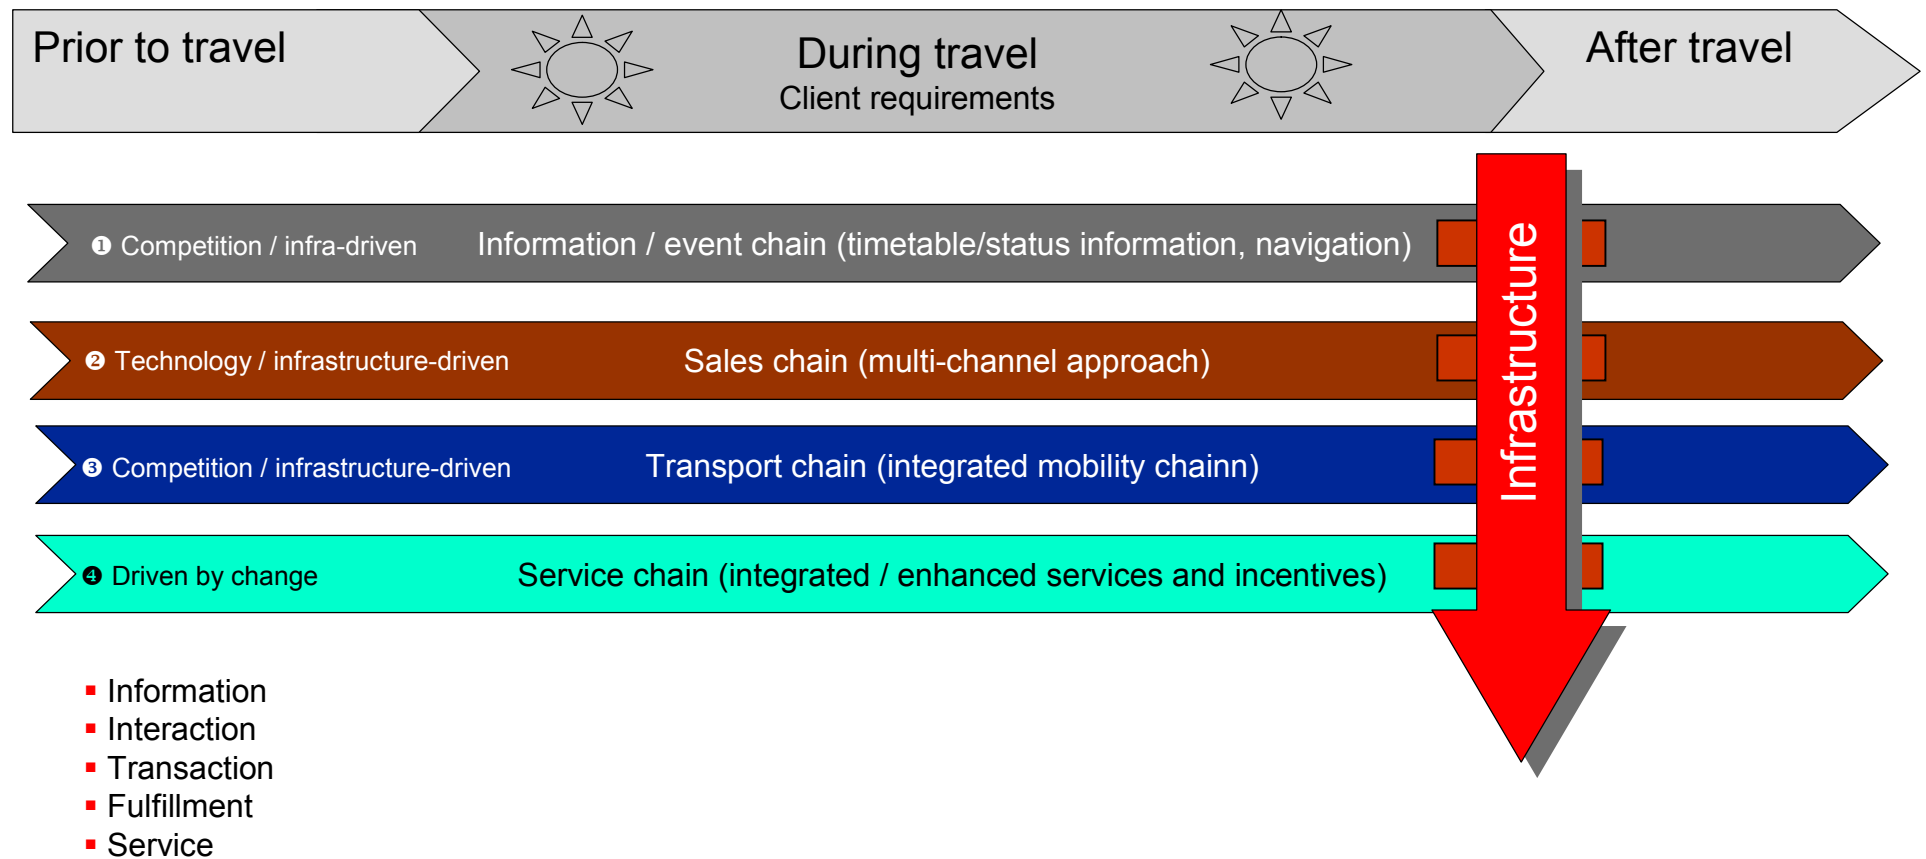 Prior to travel
During travel
Client requirements
After travel
❶ Competition / infra-driven
Information / event chain (timetable/status information, navigation)
❷ Technology / infrastructure-driven
Sales chain (multi-channel approach)
❸ Competition / infrastructure-driven
Transport chain (integrated mobility chainn)
❹ Driven by change
Service chain (integrated / enhanced services and incentives)
Infrastructure
▪ Information
▪ Interaction
▪ Transaction
▪ Fulfillment
▪ Service